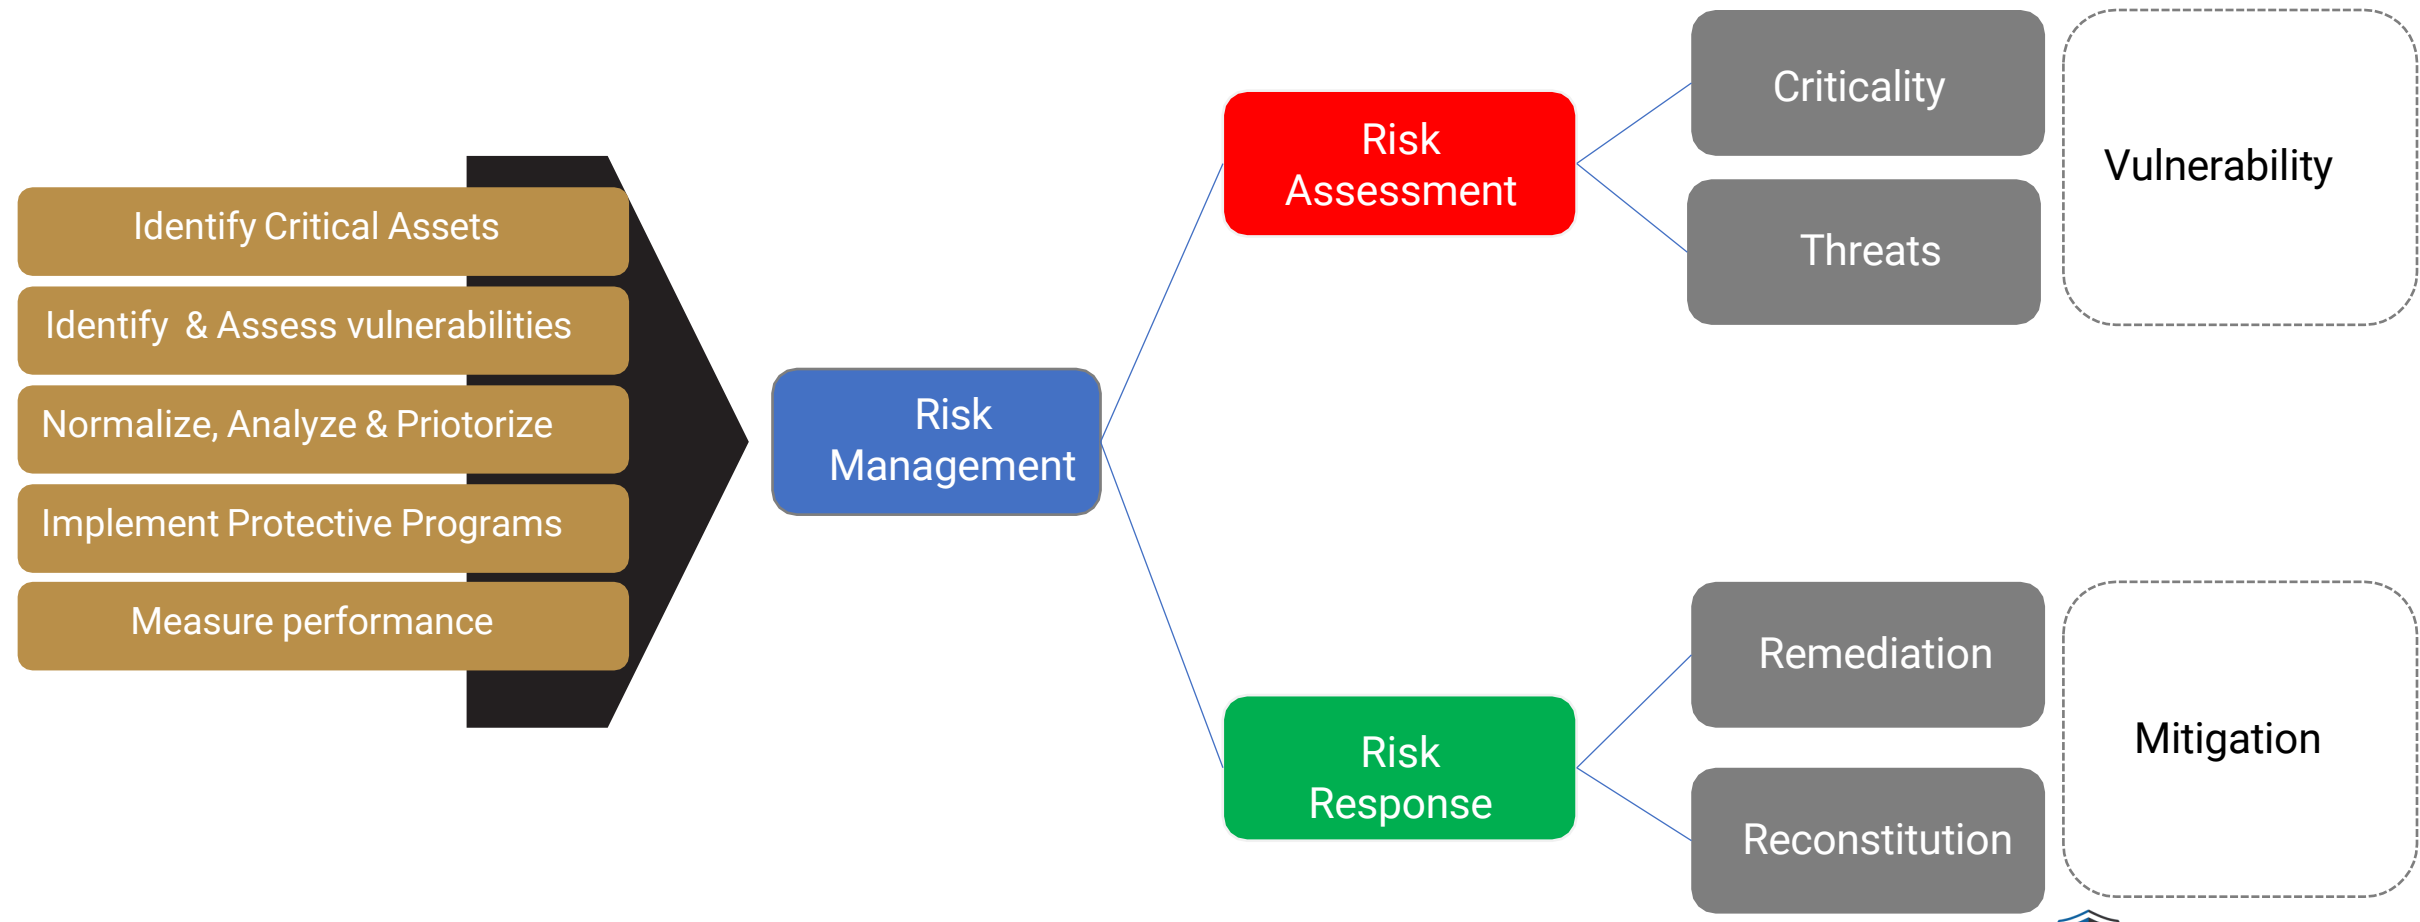 Identify Critical Assets
Identify & Assess vulnerabilities
Normalize, Analyze & Priotorize
Implement Protective Programs
Measure performance
Risk
Management
Risk
Assessment
Criticality
Threats
Vulnerability
Risk
Response
Remediation
Reconstitution
Mitigation